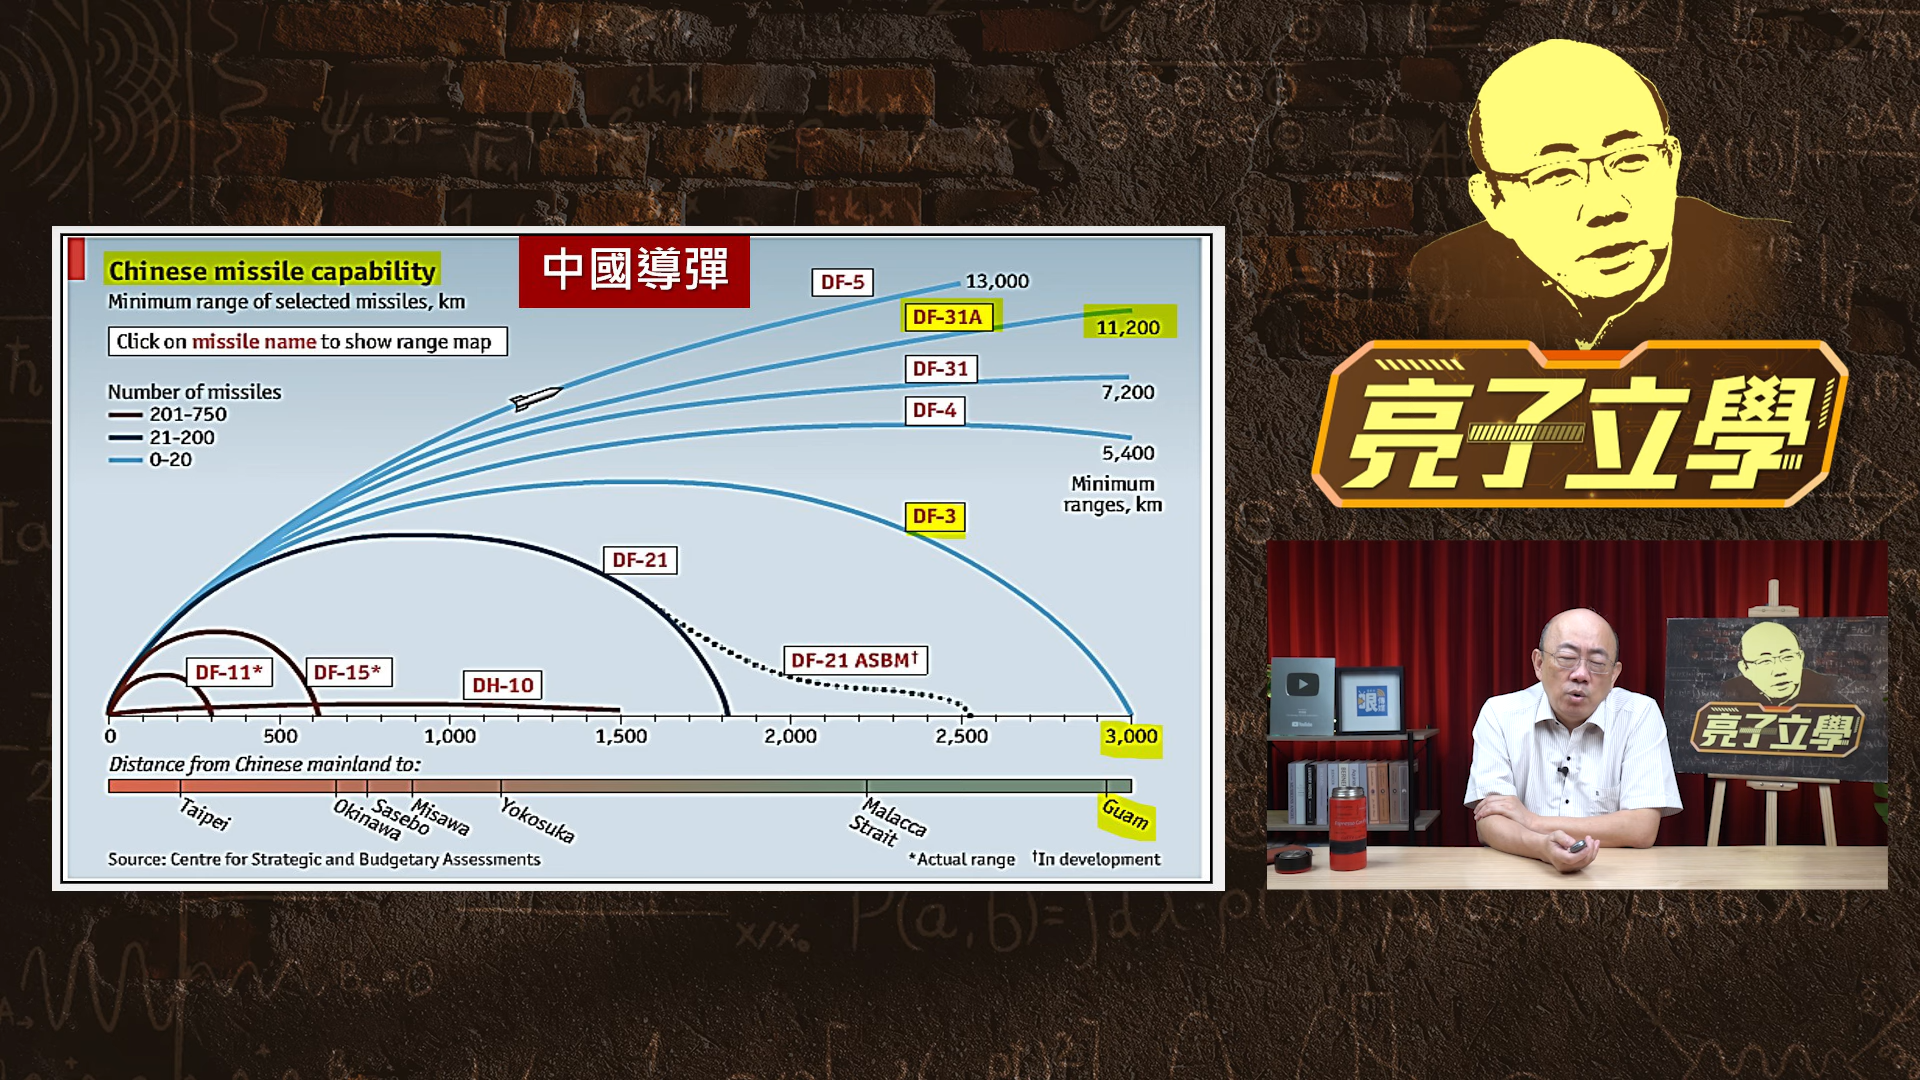 Chinese missile capability
中國導彈
Minimum range of selected missiles, km
Click on missile name to show range map
Number of missiles
201-750
21-200
0-20
DF-5
13,000
DF-31A
11,200
DF-31
7,200
DF-4
5,400
Minimum
ranges, km
DF-3
DF-21
DF-21 ASBM†
DF-11*
DF-15*
DH-10
0
500
1,000
1,500
2,000
2,500
3,000
Distance from Chinese mainland to:
Taipei
Okinawa
Sasebo
Misawa
Yokosuka
Malacca
Strait
Guam
Source: Centre for Strategic and Budgetary Assessments
*Actual range
†In development
亮子立學
亮子立學